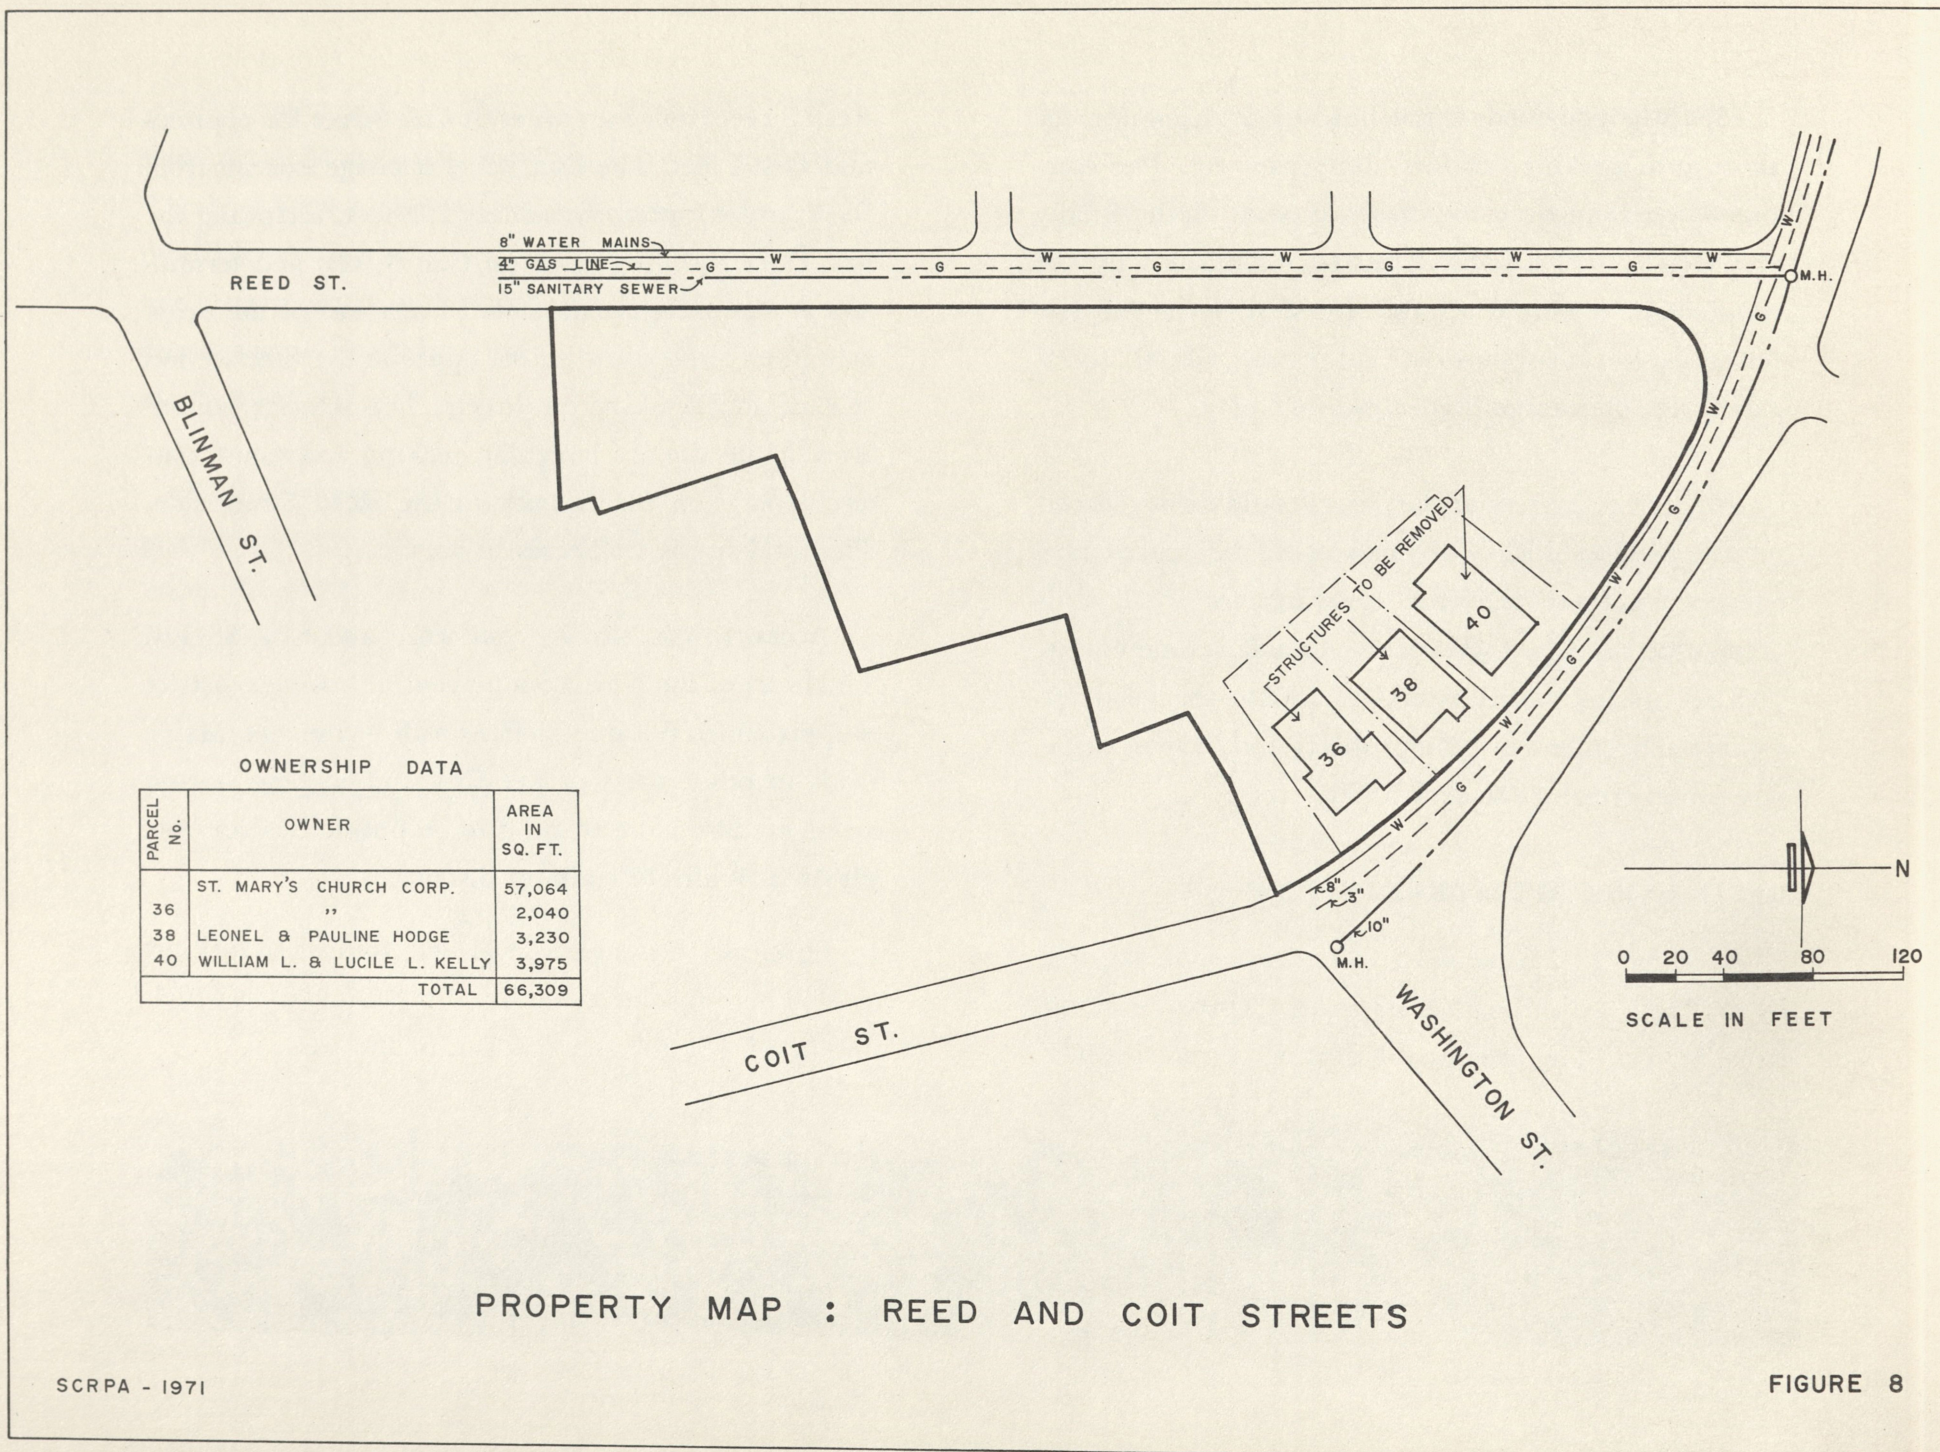 8" WATER MAINS
4" GAS LINE
15" SANITARY SEWER
REED ST.
W
W
W
W
W
W
G
G
G
G
G
M.H.
G
W
G
W
G
W
G
W
BLINMAN ST.
STRUCTURES TO BE REMOVED
40
38
36
8"
3"
10"
M.H.
COIT ST.
WASHINGTON ST.
OWNERSHIP DATA
PARCEL No. OWNER AREA IN SQ. FT.
ST. MARY'S CHURCH CORP. 57,064
36 " 2,040
38 LEONEL & PAULINE HODGE 3,230
40 WILLIAM L. & LUCILE L. KELLY 3,975
TOTAL 66,309
N
0 20 40 80 120
SCALE IN FEET
PROPERTY MAP : REED AND COIT STREETS
SCRPA - 1971
FIGURE 8